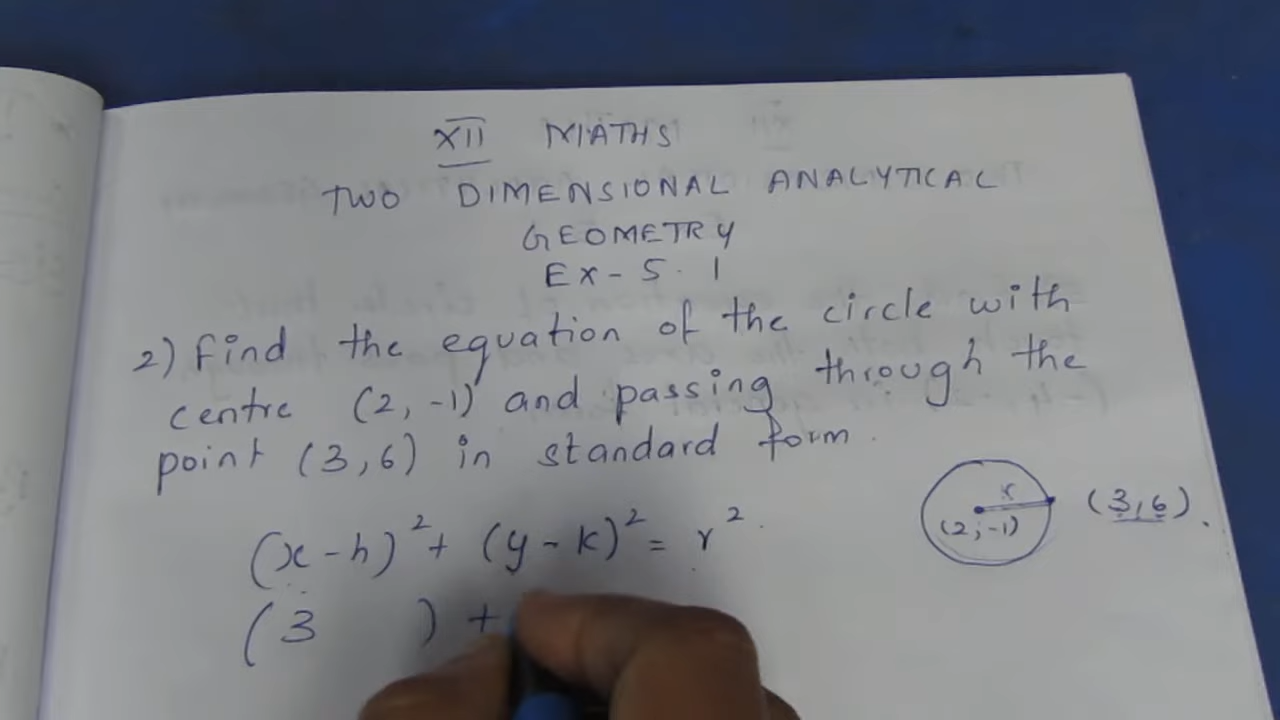 XII MATHS
TWO DIMENSIONAL ANALYTICAL
GEOMETRY
EX-5.1
2) Find the equation of the circle with
centre (2, -1) and passing through the
point (3,6) in standard form.
r
(2,-1)
(3,6).
(x-h)² + (y-k)² = r².
(3 ) +